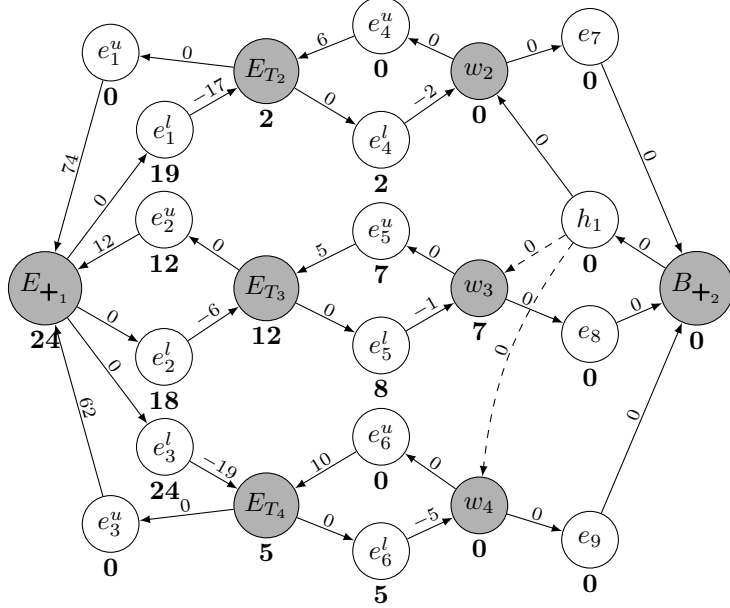 e_4^u
e_1^u 0 6 0 0 e_7
E_{T_2} w_2
0 0 −17 0 −2 0
2 0
e_1^l e_4^l
74 0 19 2 0 0
e_2^u e_5^u h_1
12 0 5 0 0 0
12 7 0
E_{+_1} E_{T_3} w_3 B_{+_2}
24 0 −6 12 0 −1 7 0 0 0
e_2^l e_5^l e_8
0 18 8 0 0
62 e_3^l e_6^u 0
−19 10 0
24 0
E_{T_4} w_4
0 5 0 −5 0 0
e_3^u e_6^l e_9
0 5 0